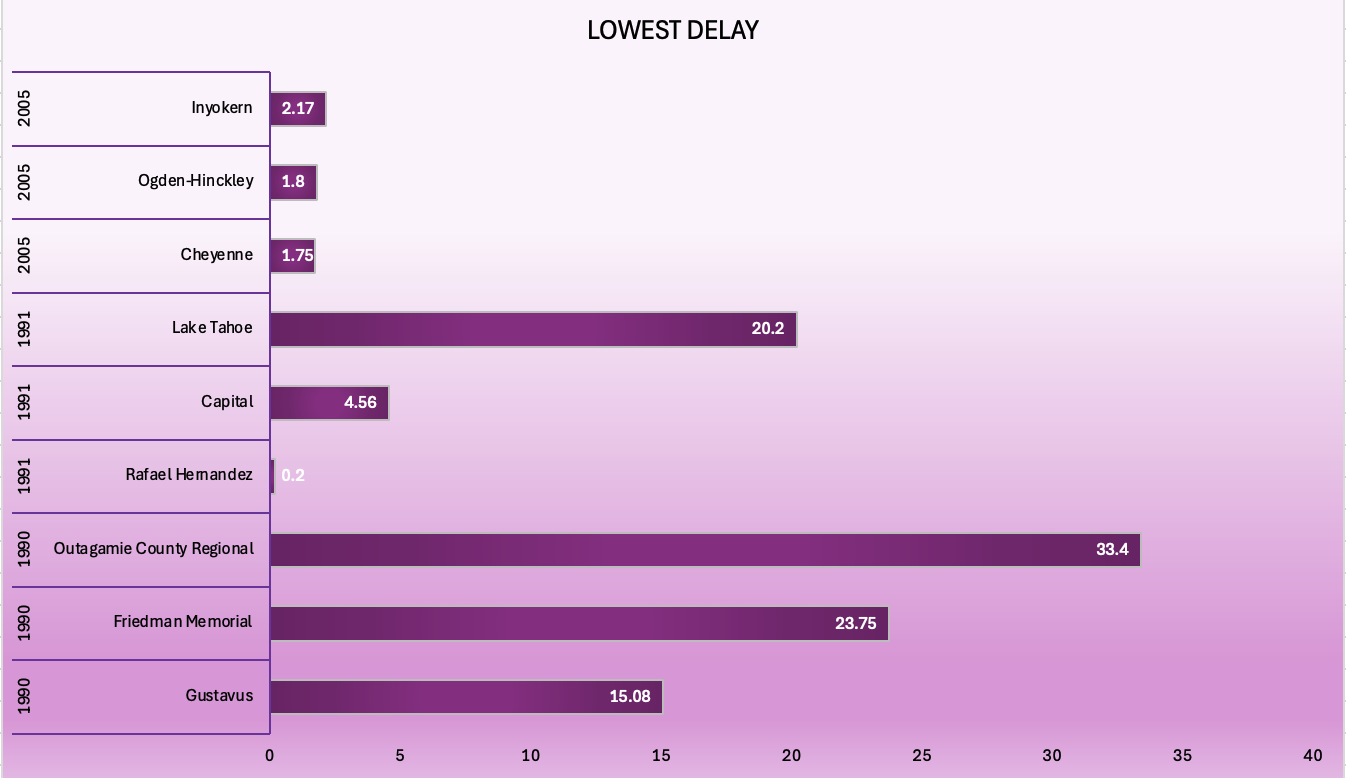 LOWEST DELAY
2005 Inyokern 2.17
2005 Ogden-Hinckley 1.8
2005 Cheyenne 1.75
1991 Lake Tahoe 20.2
1991 Capital 4.56
1991 Rafael Hernandez 0.2
1990 Outagamie County Regional 33.4
1990 Friedman Memorial 23.75
1990 Gustavus 15.08
0 5 10 15 20 25 30 35 40